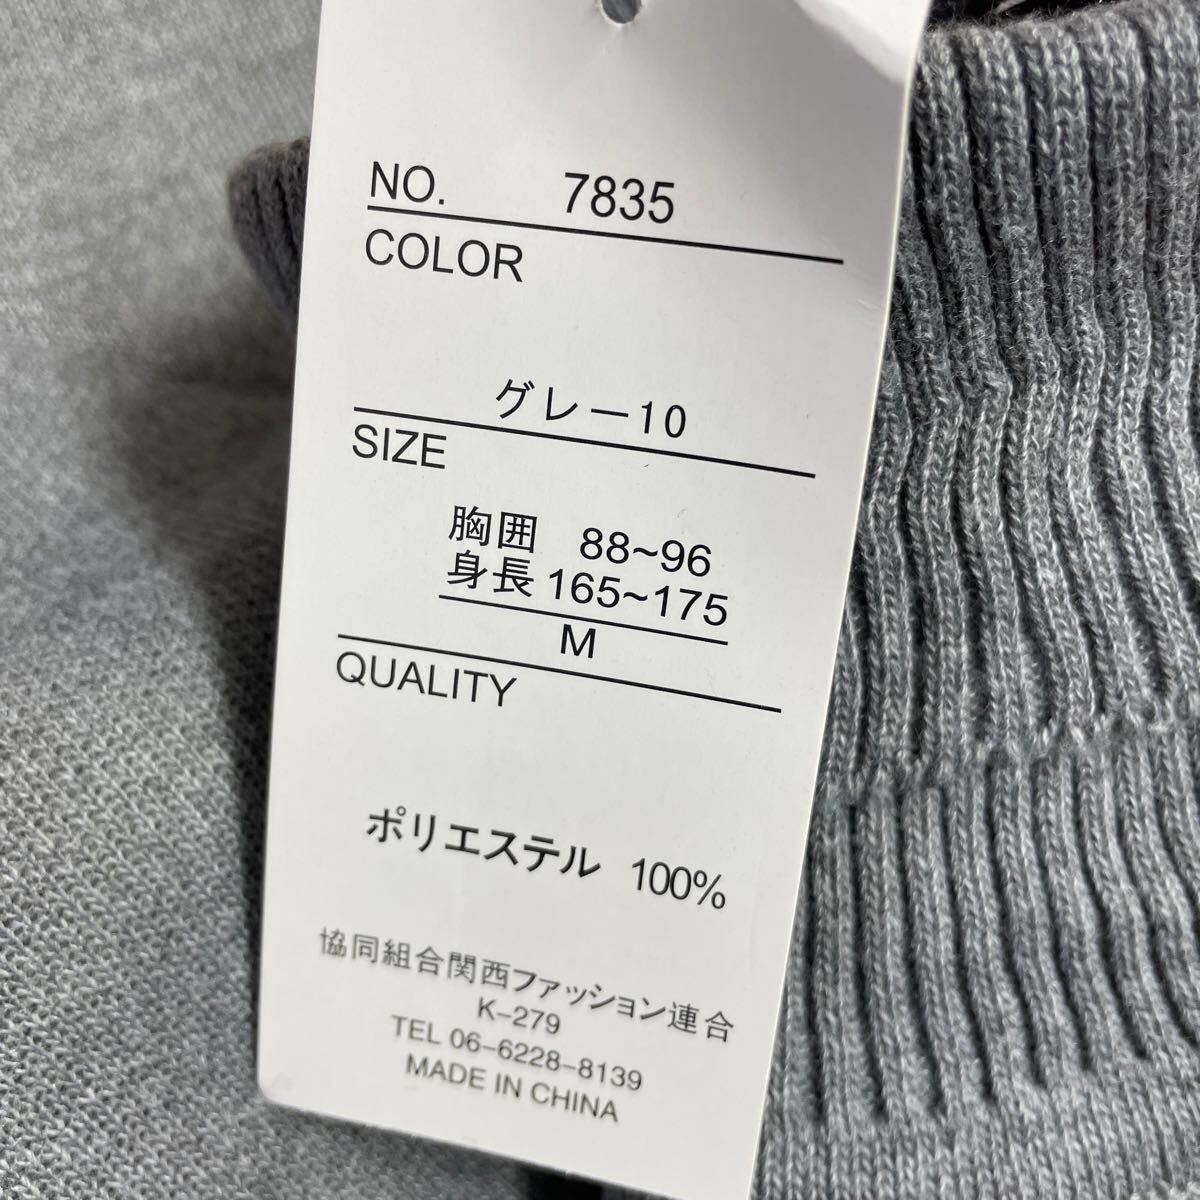 NO. 7835
COLOR
グレー10
SIZE
胸囲 88~96
身長 165~175
M
QUALITY
ポリエステル 100%
協同組合関西ファッション連合
K-279
TEL 06-6228-8139
MADE IN CHINA